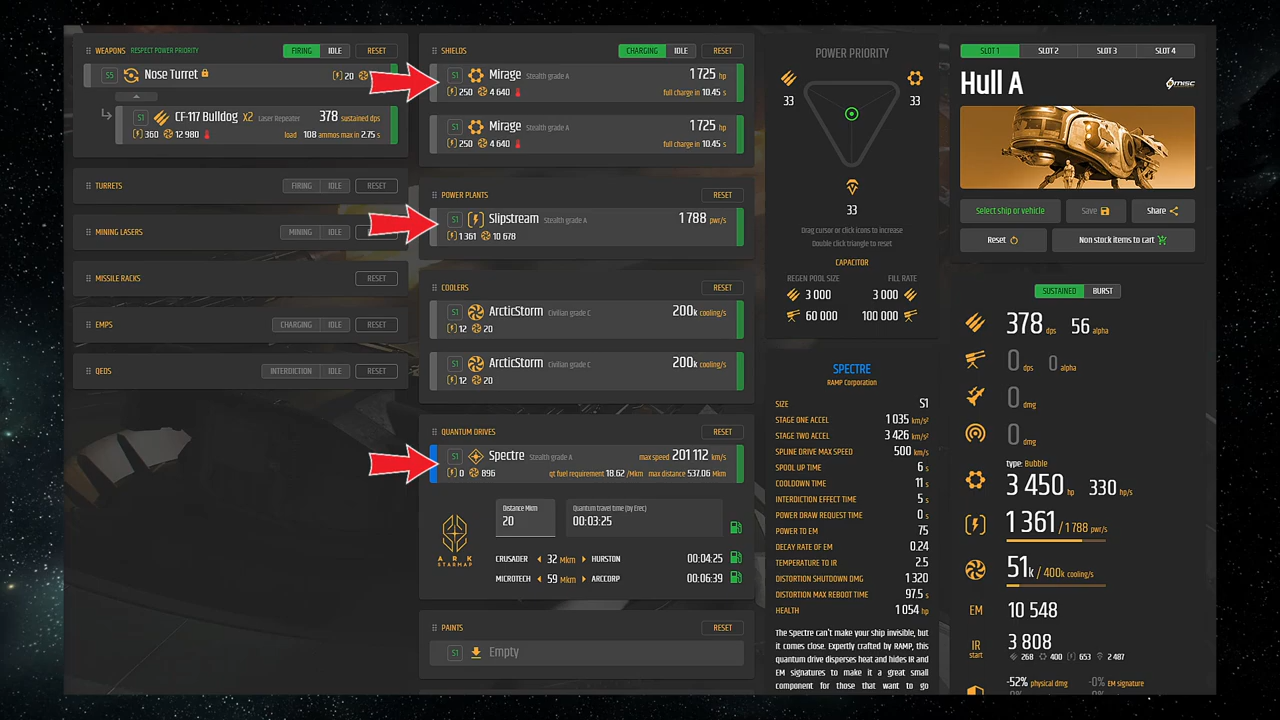 WEAPONS RESPECT POWER PRIORITY FIRING IDLE RESET
S5 Nose Turret 20
S1 CF-117 Bulldog X2 Laser Repeater 378 sustained dps
360 12 980 load 108 ammos max in 2.75 s
TURRETS FIRING IDLE RESET
MINING LASERS MINING IDLE
MISSILE RACKS RESET
EMPS CHARGING IDLE RESET
QEDS INTERDICTION IDLE RESET
SHIELDS CHARGING IDLE RESET
S1 Mirage Stealth grade A 1 725 hp
250 4 640 full charge in 10.45 s
S1 Mirage Stealth grade A 1 725 hp
250 4 640 full charge in 10.45 s
POWER PLANTS RESET
S1 Slipstream Stealth grade A 1 788 pwr/s
1 361 10 678
COOLERS RESET
S1 ArcticStorm Civilian grade C 200k cooling/s
12 20
S1 ArcticStorm Civilian grade C 200k cooling/s
12 20
QUANTUM DRIVES RESET
S1 Spectre Stealth grade A max speed 201 112 km/s
0 896 qt fuel requirement 18.62 /Mkm max distance 537.06 Mkm
ARK
STARMAP
Distance Mkm
20
Quantum travel time (by Erec)
00:03:25
CRUSADER 32 Mkm HURSTON 00:04:25
MICROTECH 59 Mkm ARCCORP 00:06:39
PAINTS RESET
S1 Empty
POWER PRIORITY
33 33
33
Drag cursor or click icons to increase
Double click triangle to reset
CAPACITOR
REGEN POOL SIZE FILL RATE
3 000 3 000
60 000 100 000
SPECTRE
RAMP Corporation
SIZE S1
STAGE ONE ACCEL 1 035 km/s²
STAGE TWO ACCEL 3 426 km/s²
SPLINE DRIVE MAX SPEED 500 km/s
SPOOL UP TIME 6 s
COOLDOWN TIME 11 s
INTERDICTION EFFECT TIME 5 s
POWER DRAW REQUEST TIME 0 s
POWER TO EM 75
DECAY RATE OF EM 0.24
TEMPERATURE TO IR 2.5
DISTORTION SHUTDOWN DMG 1 320
DISTORTION MAX REBOOT TIME 97.5 s
HEALTH 1 054 hp
The Spectre can't make your ship invisible, but
it comes close. Expertly crafted by RAMP, this
quantum drive disperses heat and hides IR and
EM signatures to make it a great small
component for those that want to go
SLOT 1 SLOT 2 SLOT 3 SLOT 4
Hull A
MISC
Select ship or vehicle Save Share
Reset Non stock items to cart
SUSTAINED BURST
378 dps 56 alpha
0 dps 0 alpha
0 dmg
0 dmg
type: Bubble
3 450 hp 330 hp/s
1 361 / 1 788 pwr/s
51k / 400k cooling/s
EM 10 548
IR start 3 808
268 400 653 2 487
-52% physical dmg -0% EM signature